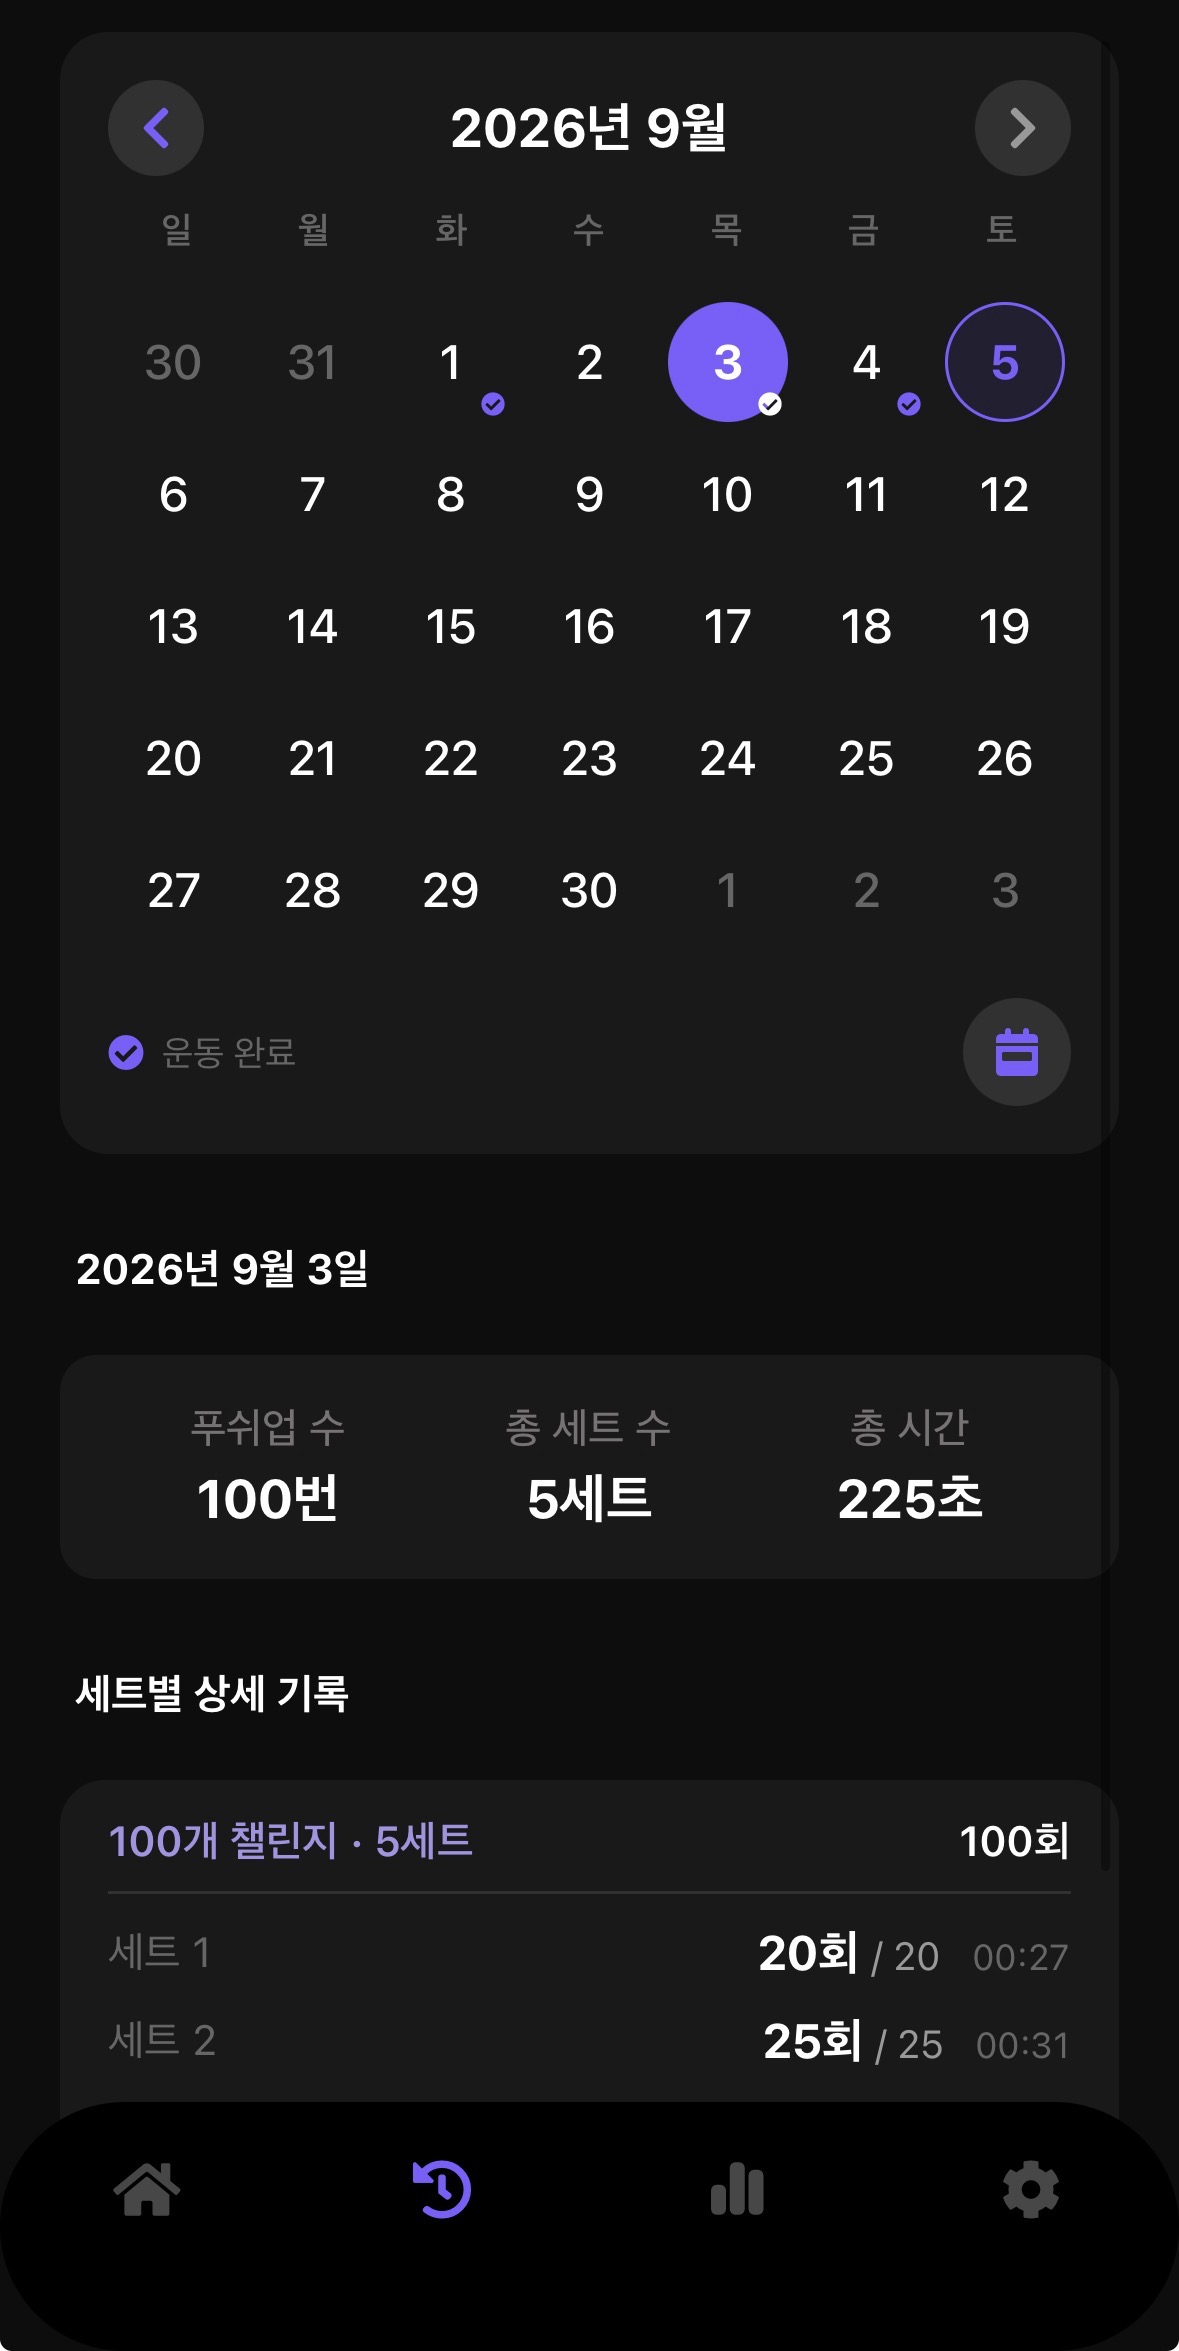 2026년 9월
일 월 화 수 목 금 토
30 31 1 2 3 4 5
6 7 8 9 10 11 12
13 14 15 16 17 18 19
20 21 22 23 24 25 26
27 28 29 30 1 2 3
운동 완료
2026년 9월 3일
푸쉬업 수 총 세트 수 총 시간
100번 5세트 225초
세트별 상세 기록
100개 챌린지 · 5세트 100회
세트 1 20회 / 20 00:27
세트 2 25회 / 25 00:31